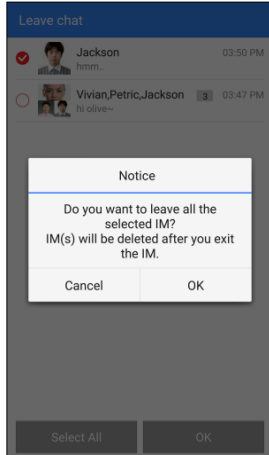 Leave chat
Jackson 03:50 PM
hmm..
Vivian,Petric,Jackson 3 03:47 PM
hi olive~
Notice
Do you want to leave all the
selected IM?
IM(s) will be deleted after you exit
the IM.
Cancel OK
Select All OK